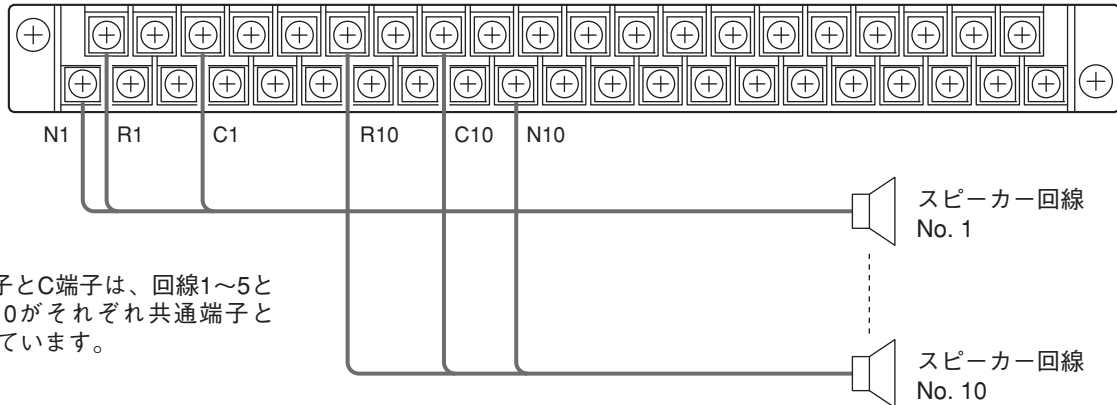 N1 R1 C1 R10 C10 N10
スピーカー回線
No. 1
子とC端子は、回線1〜5と
0がそれぞれ共通端子と
ています。
スピーカー回線
No. 10